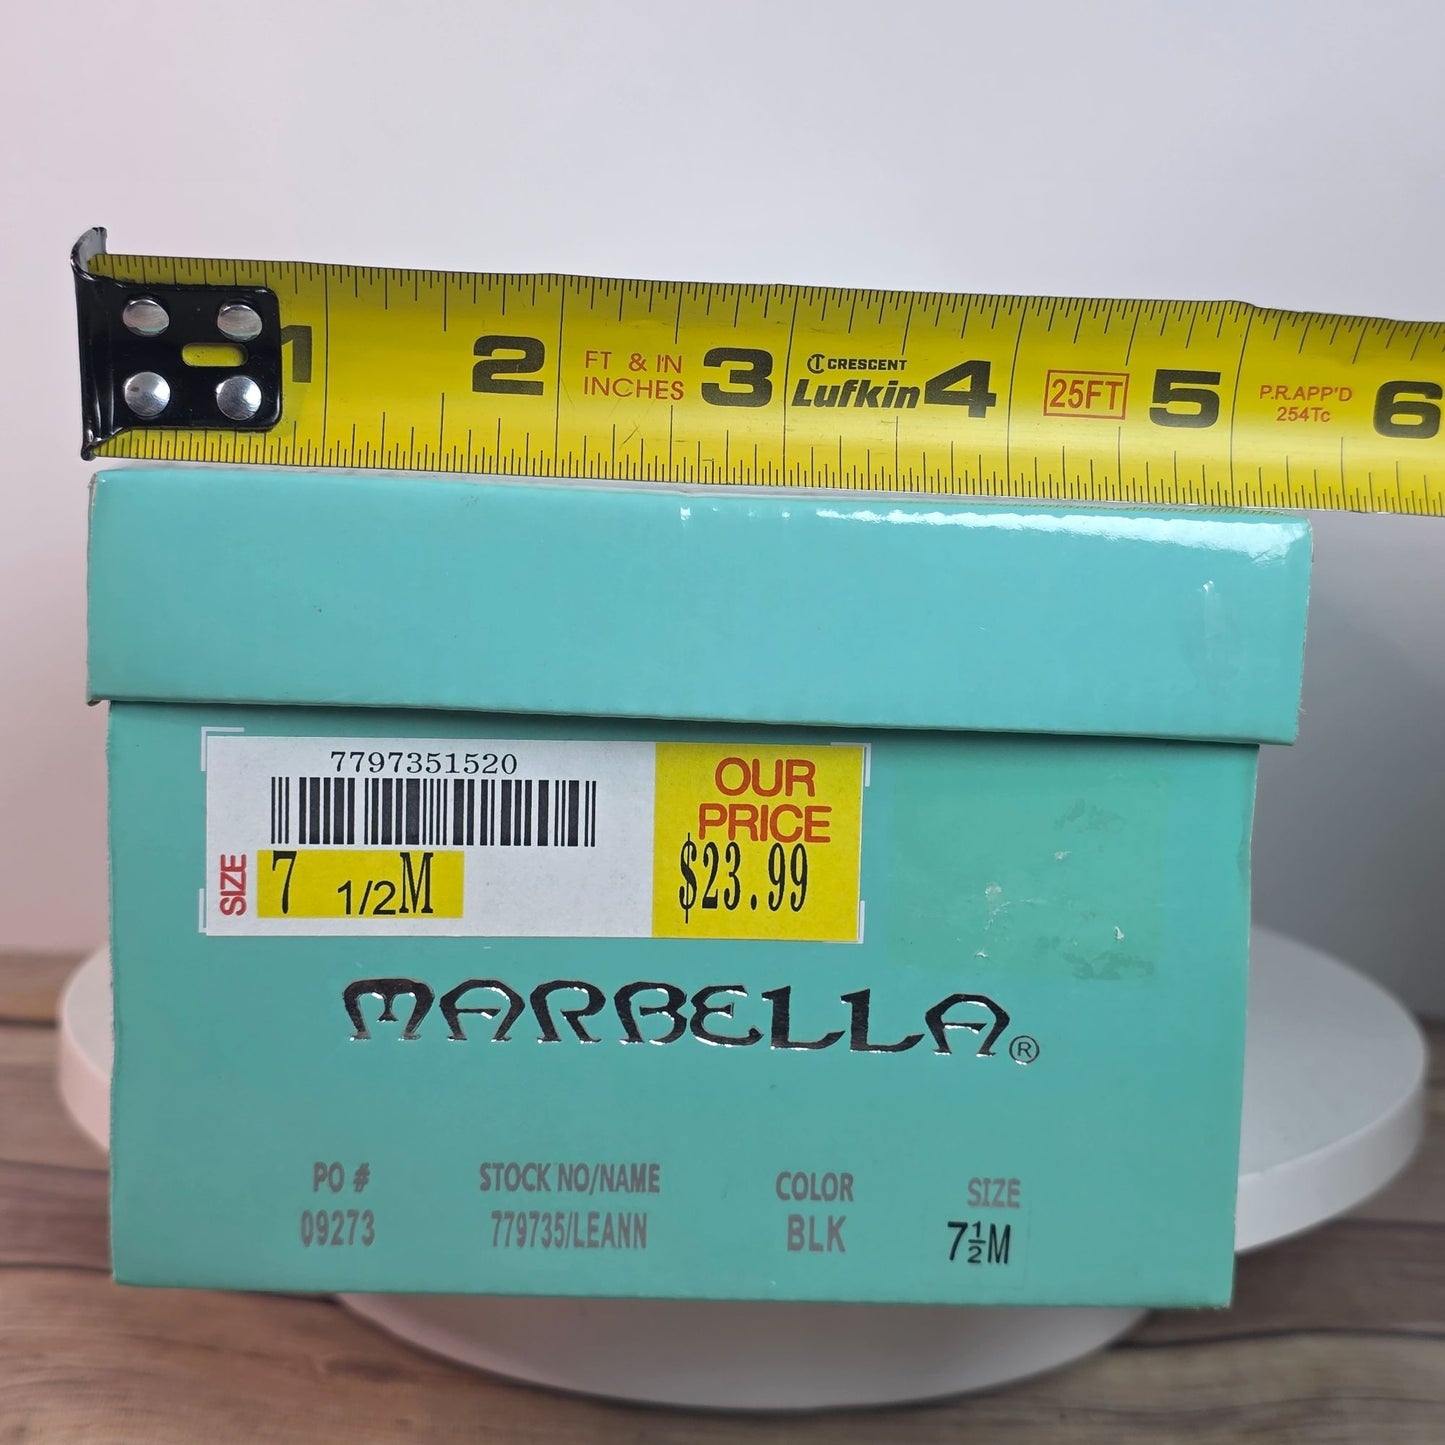 1 2 FT & IN INCHES 3 CRESCENT Lufkin 4 25FT 5 P.R.APP'D 254Tc 6
7797351520
OUR
PRICE
$23.99
SIZE 7 1/2M
MARBELLA®
PO # STOCK NO/NAME COLOR SIZE
09273 779735/LEANN BLK 7½M